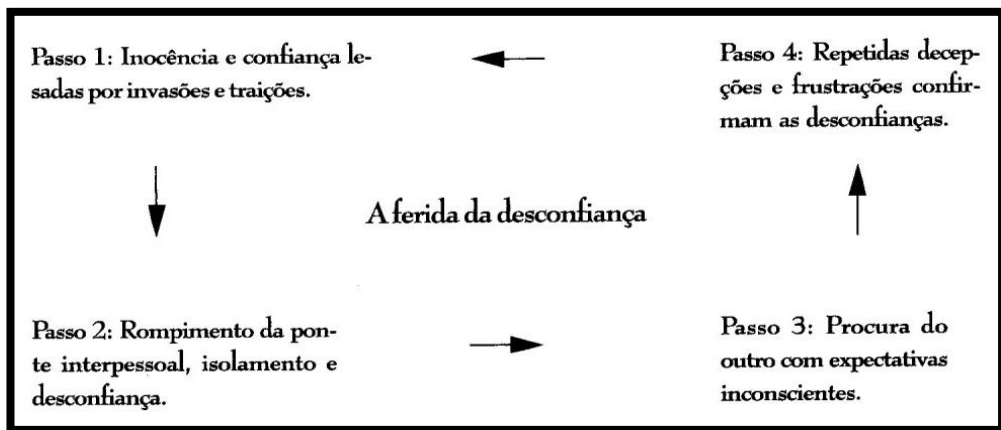 Passo 1: Inocência e confiança le-
sadas por invasões e traições.
Passo 4: Repetidas decep-
ções e frustrações confir-
mam as desconfianças.
A ferida da desconfiança
Passo 2: Rompimento da pon-
te interpessoal, isolamento e
desconfiança.
Passo 3: Procura do
outro com expectativas
inconscientes.